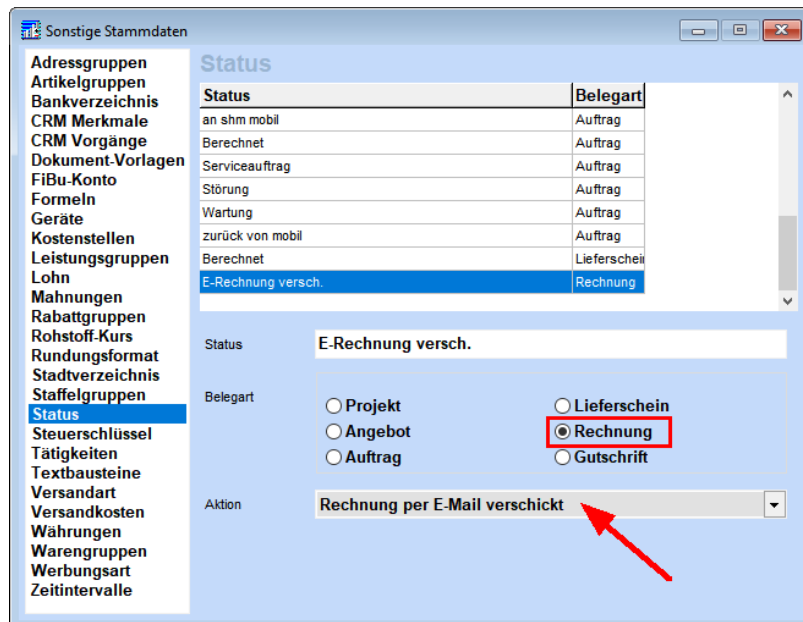 Sonstige Stammdaten
Adressgruppen
Artikelgruppen
Bankverzeichnis
CRM Merkmale
CRM Vorgänge
Dokument-Vorlagen
FiBu-Konto
Formeln
Geräte
Kostenstellen
Leistungsgruppen
Lohn
Mahnungen
Rabattgruppen
Rohstoff-Kurs
Rundungsformat
Stadtverzeichnis
Staffelgruppen
Status
Steuerschlüssel
Tätigkeiten
Textbausteine
Versandart
Versandkosten
Währungen
Warengruppen
Werbungsart
Zeitintervalle
Status
Status Belegart
an shm mobil Auftrag
Berechnet Auftrag
Serviceauftrag Auftrag
Störung Auftrag
Wartung Auftrag
zurück von mobil Auftrag
Berechnet Lieferschei
E-Rechnung versch. Rechnung
Status E-Rechnung versch.
Belegart
Projekt Lieferschein
Angebot Rechnung
Auftrag Gutschrift
Aktion Rechnung per E-Mail verschickt